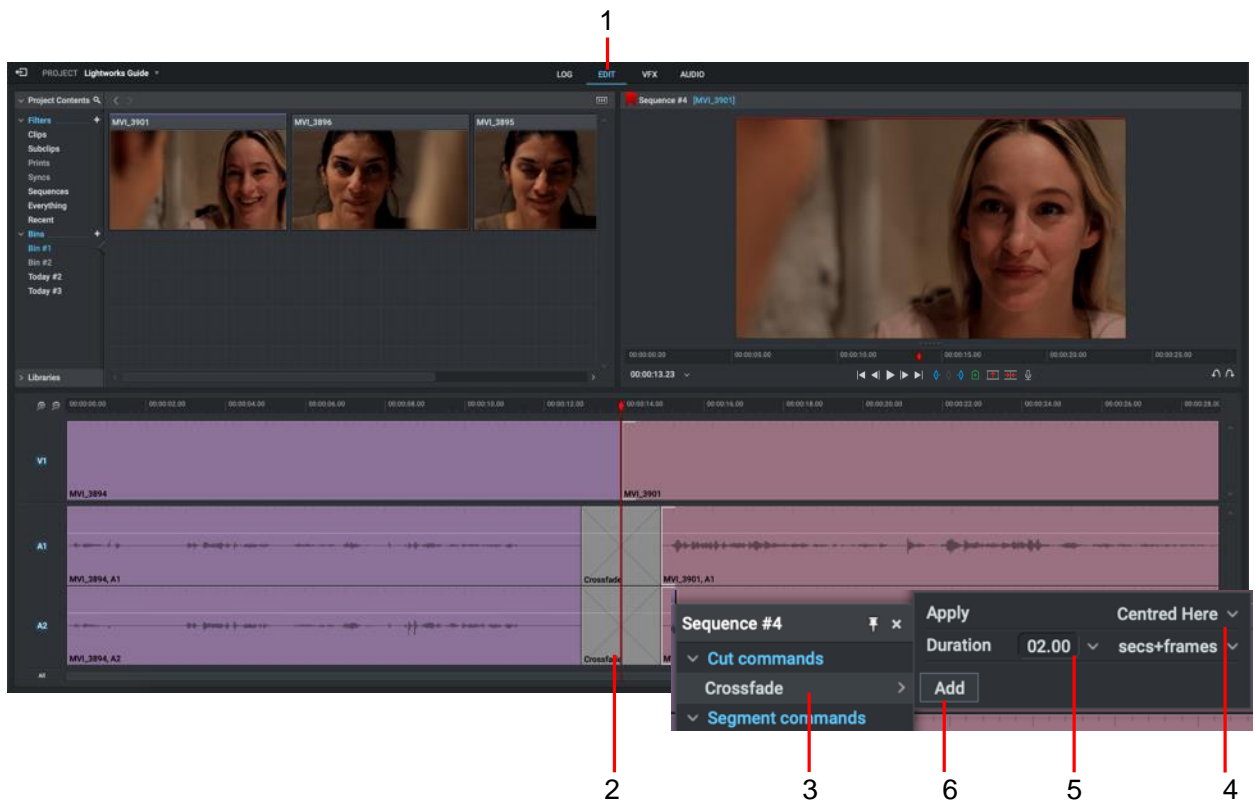 1
PROJECT Lightworks Guide
LOG EDIT VFX AUDIO
Project Contents
Filters +
Clips
Subclips
Prints
Syncs
Sequences
Everything
Recent
Bins +
Bin #1
Bin #2
Today #2
Today #3
Libraries
MVI_3901 MVI_3896 MVI_3895
Sequence #4 [MVI_3901]
00:00:00.00 00:00:05.00 00:00:10.00 00:00:15.00 00:00:20.00 00:00:25.00
00:00:13.23
00:00:00.00 00:00:02.00 00:00:04.00 00:00:06.00 00:00:08.00 00:00:10.00 00:00:12.00 00:00:14.00 00:00:16.00 00:00:18.00 00:00:20.00 00:00:22.00 00:00:24.00 00:00:26.00
V1
MVI_3894 MVI_3901
A1
MVI_3894, A1 Crossfade MVI_3901, A1
A2
MVI_3894, A2
All
Sequence #4 ×
Cut commands
Crossfade >
Segment commands
Apply Centred Here
Duration 02.00 secs+frames
Add
2 3 6 5 4